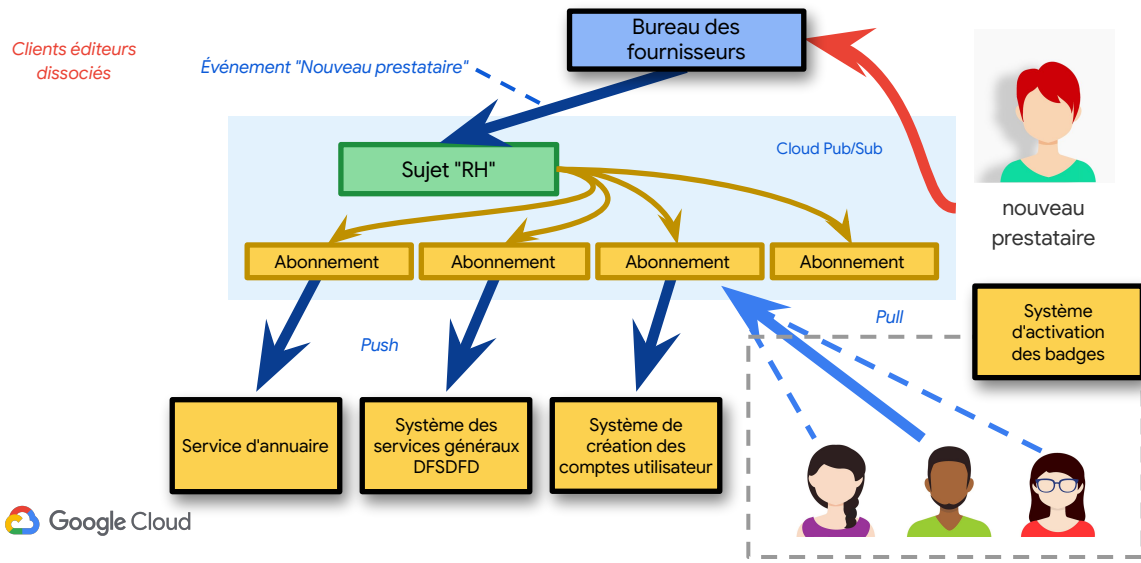 Clients éditeurs
dissociés
Bureau des
fournisseurs
Événement "Nouveau prestataire"
Cloud Pub/Sub
Sujet "RH"
nouveau
prestataire
Abonnement
Abonnement
Abonnement
Abonnement
Push
Pull
Système
d'activation
des badges
Service d'annuaire
Système des
services généraux
DFSDFD
Système de
création des
comptes utilisateur
Google Cloud